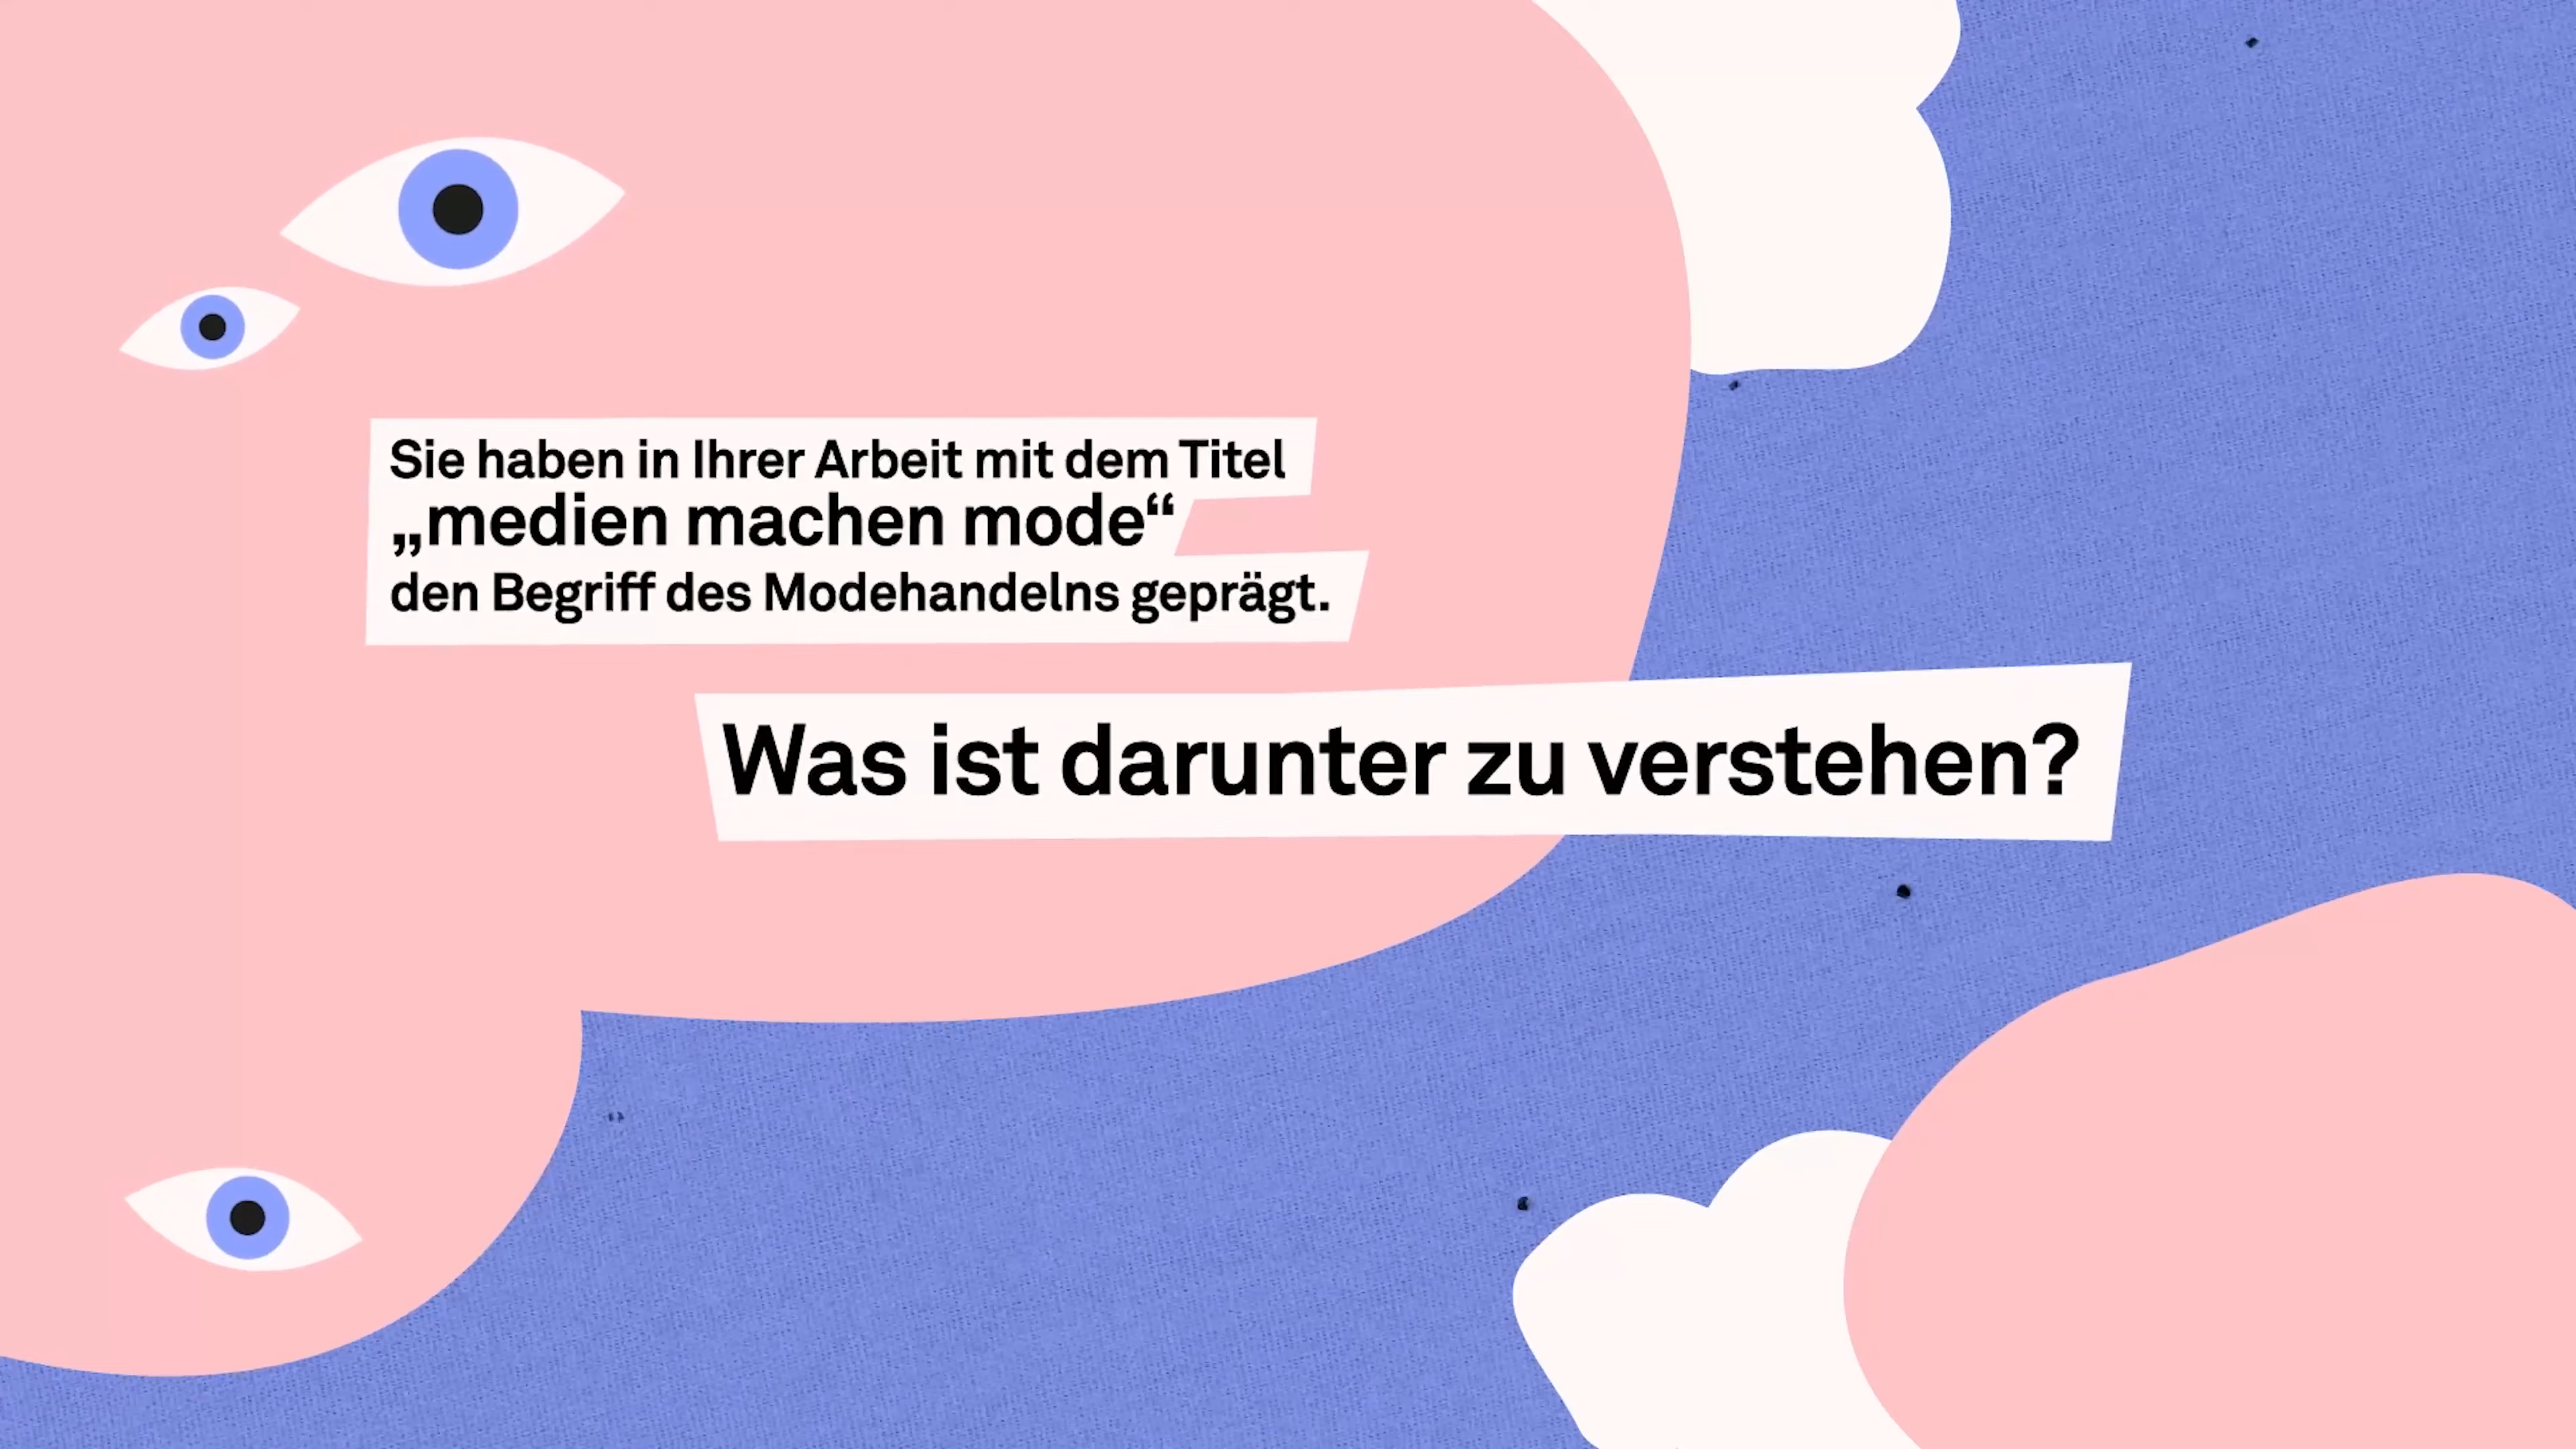 Sie haben in Ihrer Arbeit mit dem Titel
„medien machen mode“
den Begriff des Modehandelns geprägt.
Was ist darunter zu verstehen?